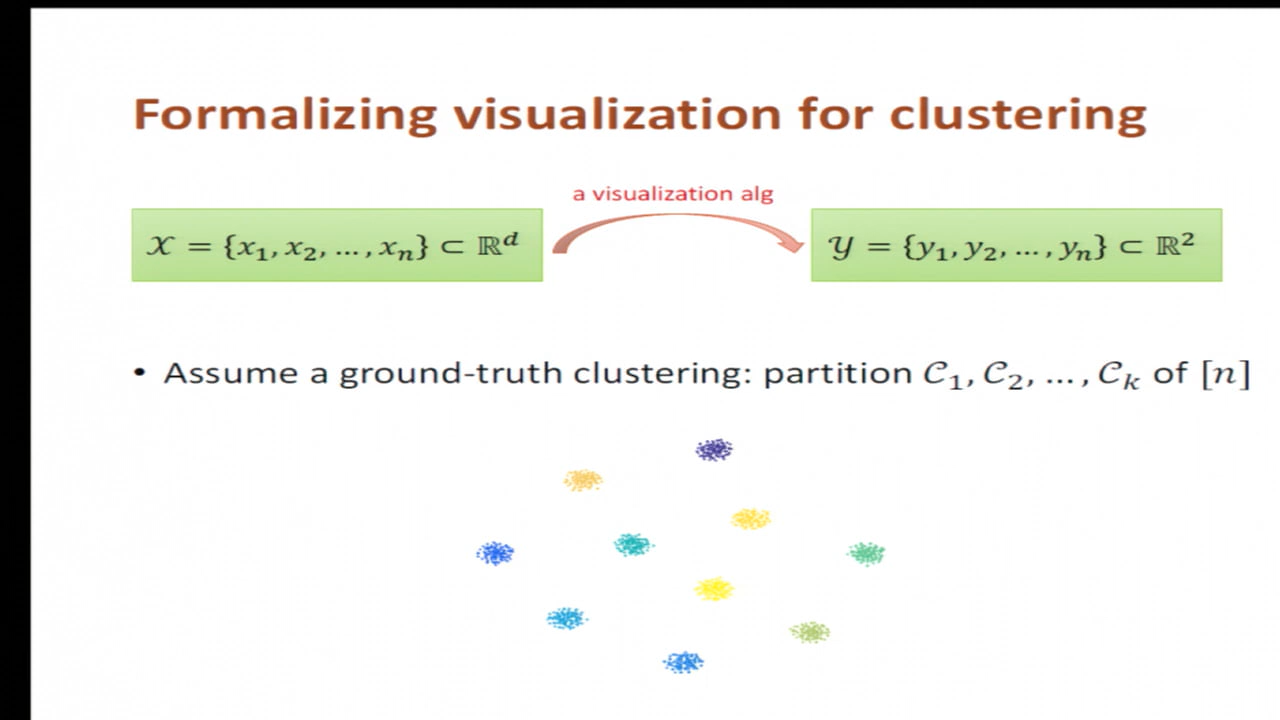 Formalizing visualization for clustering
a visualization alg
𝒳 = {x₁, x₂, …, xₙ} ⊂ ℝᵈ
𝒴 = {y₁, y₂, …, yₙ} ⊂ ℝ²
• Assume a ground-truth clustering: partition 𝒞₁, 𝒞₂, …, 𝒞ₖ of [n]